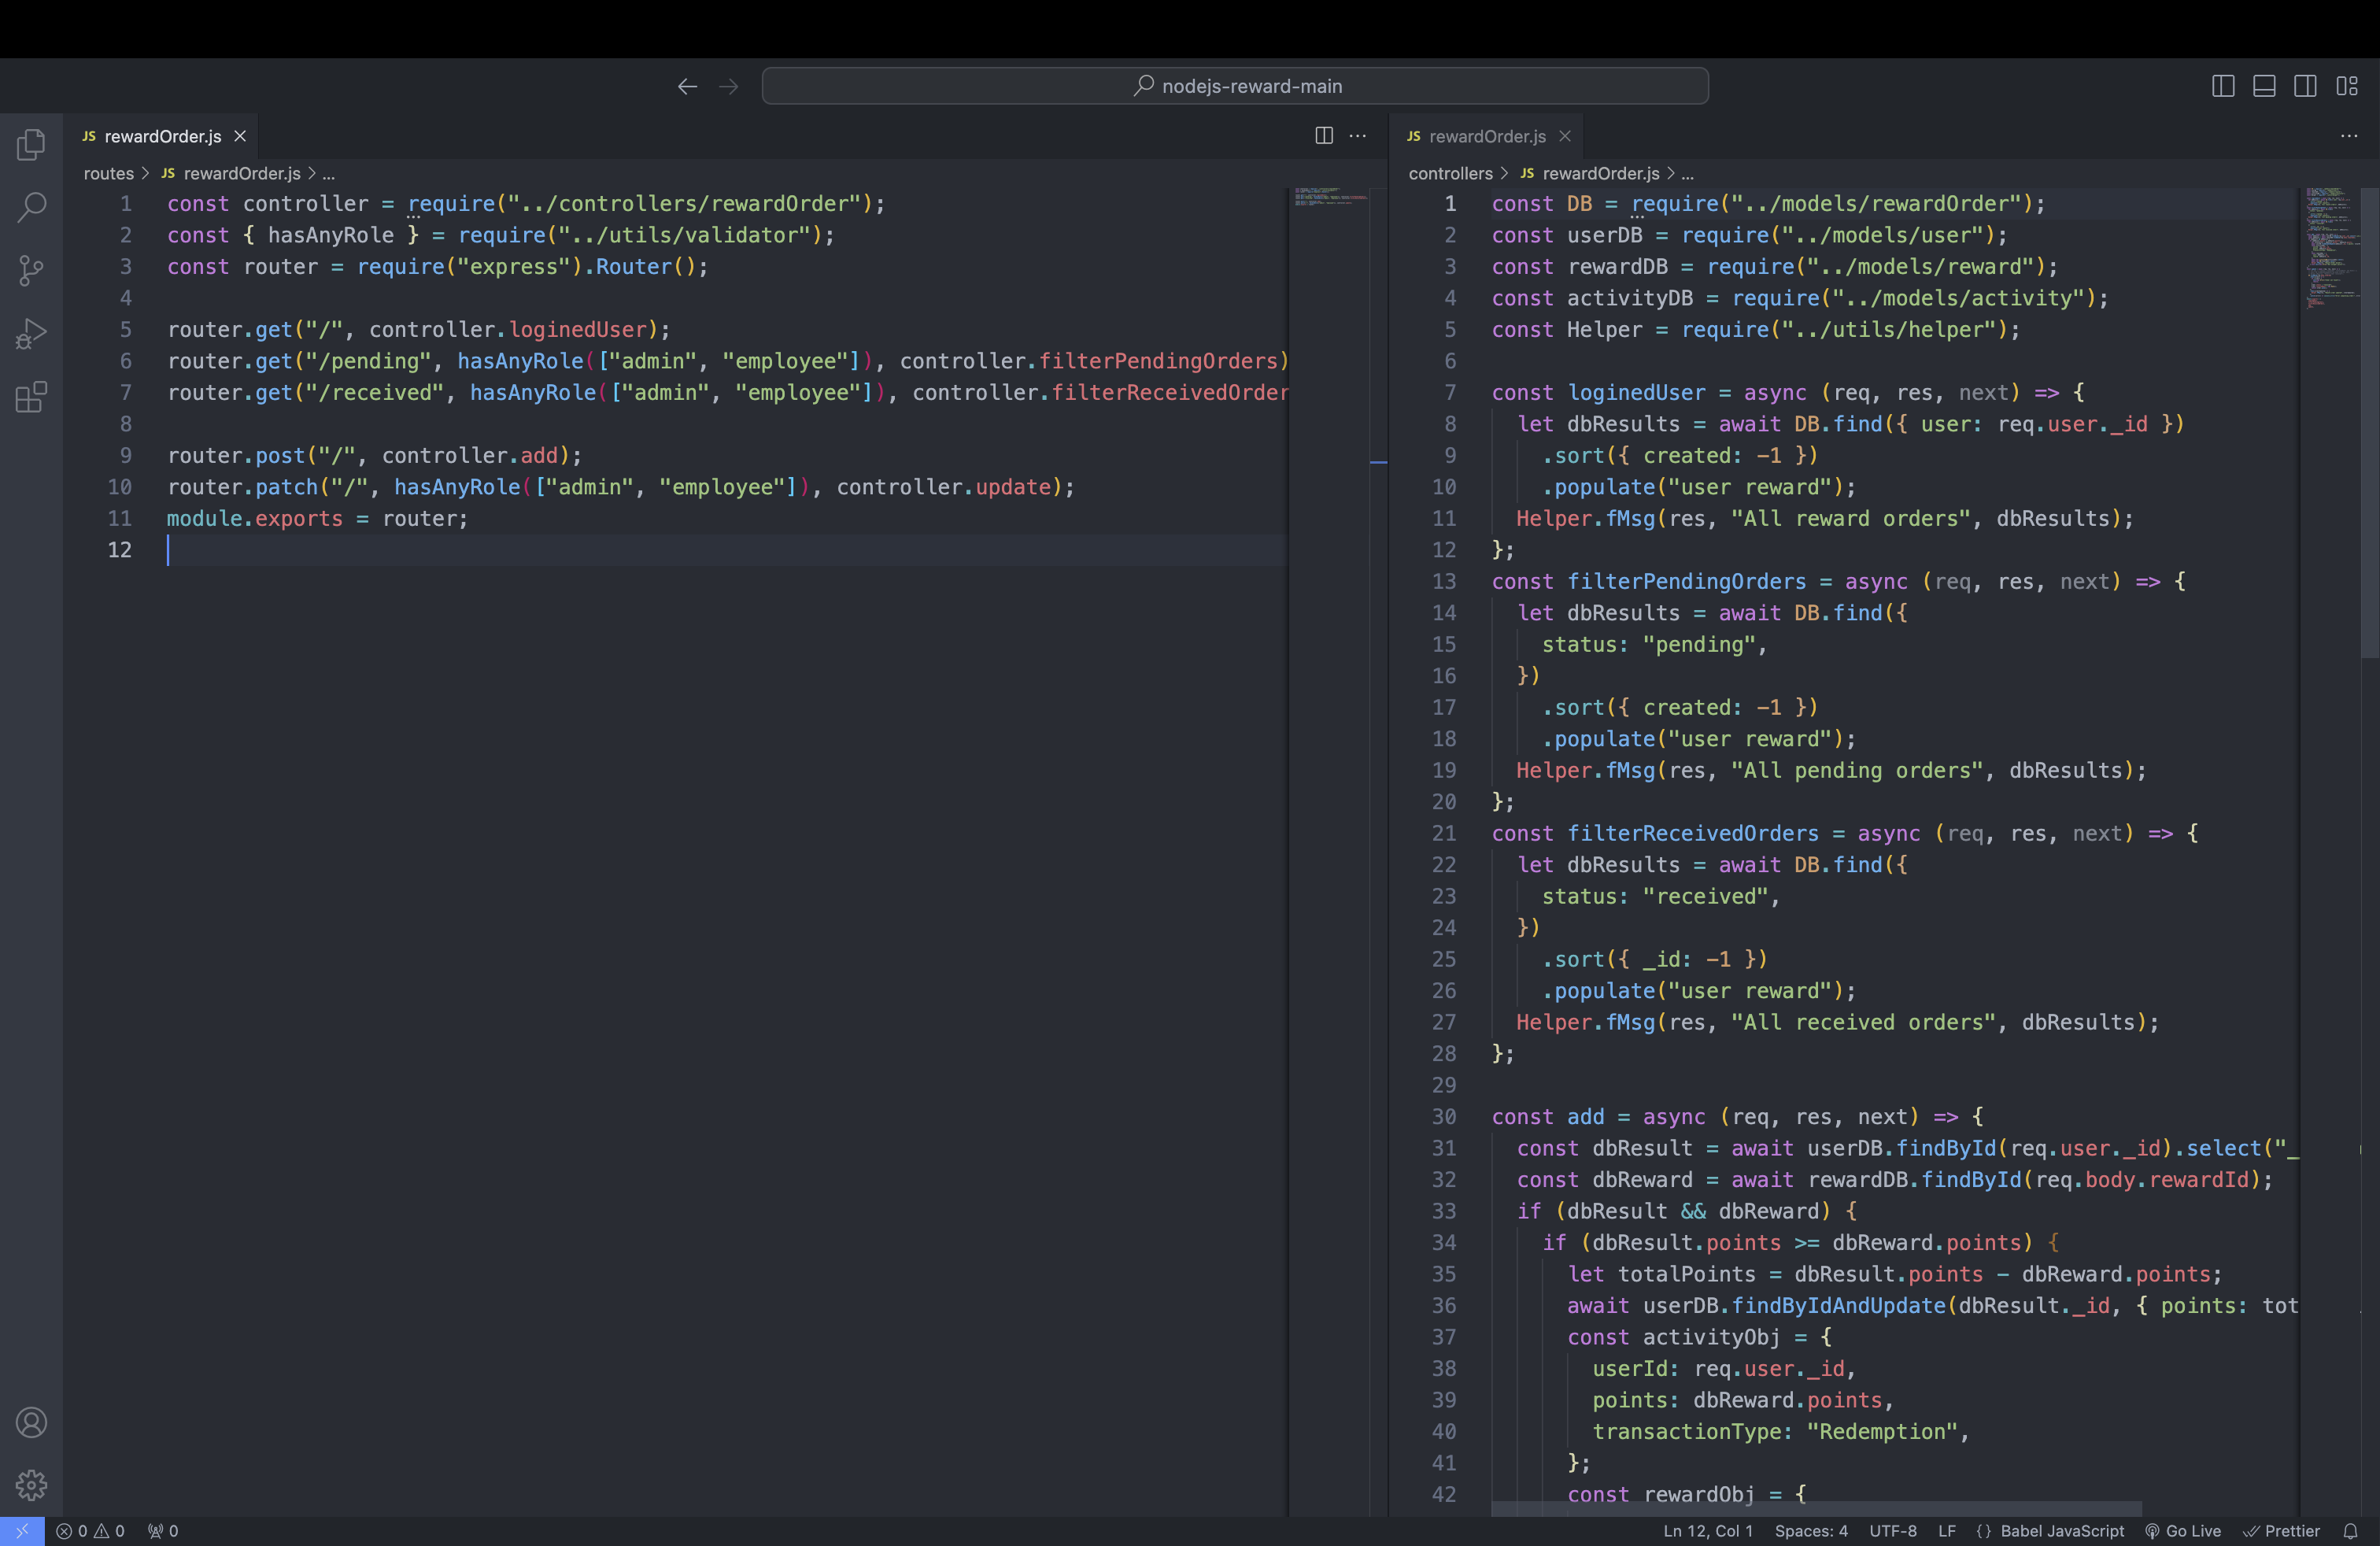 nodejs-reward-main
JS rewardOrder.js
routes > JS rewardOrder.js > ...
1 const controller = require("../controllers/rewardOrder");
2 const { hasAnyRole } = require("../utils/validator");
3 const router = require("express").Router();
4
5 router.get("/", controller.loginedUser);
6 router.get("/pending", hasAnyRole(["admin", "employee"]), controller.filterPendingOrders)
7 router.get("/received", hasAnyRole(["admin", "employee"]), controller.filterReceivedOrder
8
9 router.post("/", controller.add);
10 router.patch("/", hasAnyRole(["admin", "employee"]), controller.update);
11 module.exports = router;
12
JS rewardOrder.js
controllers > JS rewardOrder.js > ...
1 const DB = require("../models/rewardOrder");
2 const userDB = require("../models/user");
3 const rewardDB = require("../models/reward");
4 const activityDB = require("../models/activity");
5 const Helper = require("../utils/helper");
6
7 const loginedUser = async (req, res, next) => {
8 let dbResults = await DB.find({ user: req.user._id })
9 .sort({ created: -1 })
10 .populate("user reward");
11 Helper.fMsg(res, "All reward orders", dbResults);
12 };
13 const filterPendingOrders = async (req, res, next) => {
14 let dbResults = await DB.find({
15 status: "pending",
16 })
17 .sort({ created: -1 })
18 .populate("user reward");
19 Helper.fMsg(res, "All pending orders", dbResults);
20 };
21 const filterReceivedOrders = async (req, res, next) => {
22 let dbResults = await DB.find({
23 status: "received",
24 })
25 .sort({ _id: -1 })
26 .populate("user reward");
27 Helper.fMsg(res, "All received orders", dbResults);
28 };
29
30 const add = async (req, res, next) => {
31 const dbResult = await userDB.findById(req.user._id).select("_
32 const dbReward = await rewardDB.findById(req.body.rewardId);
33 if (dbResult && dbReward) {
34 if (dbResult.points >= dbReward.points) {
35 let totalPoints = dbResult.points - dbReward.points;
36 await userDB.findByIdAndUpdate(dbResult._id, { points: tot
37 const activityObj = {
38 userId: req.user._id,
39 points: dbReward.points,
40 transactionType: "Redemption",
41 };
42 const rewardObj = {
0 0 0 Ln 12, Col 1 Spaces: 4 UTF-8 LF {} Babel JavaScript Go Live Prettier